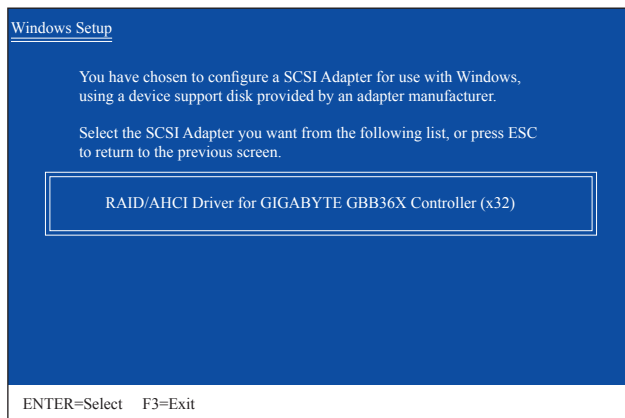 Windows Setup
You have chosen to configure a SCSI Adapter for use with Windows,
using a device support disk provided by an adapter manufacturer.
Select the SCSI Adapter you want from the following list, or press ESC
to return to the previous screen.
RAID/AHCI Driver for GIGABYTE GBB36X Controller (x32)
ENTER=Select F3=Exit